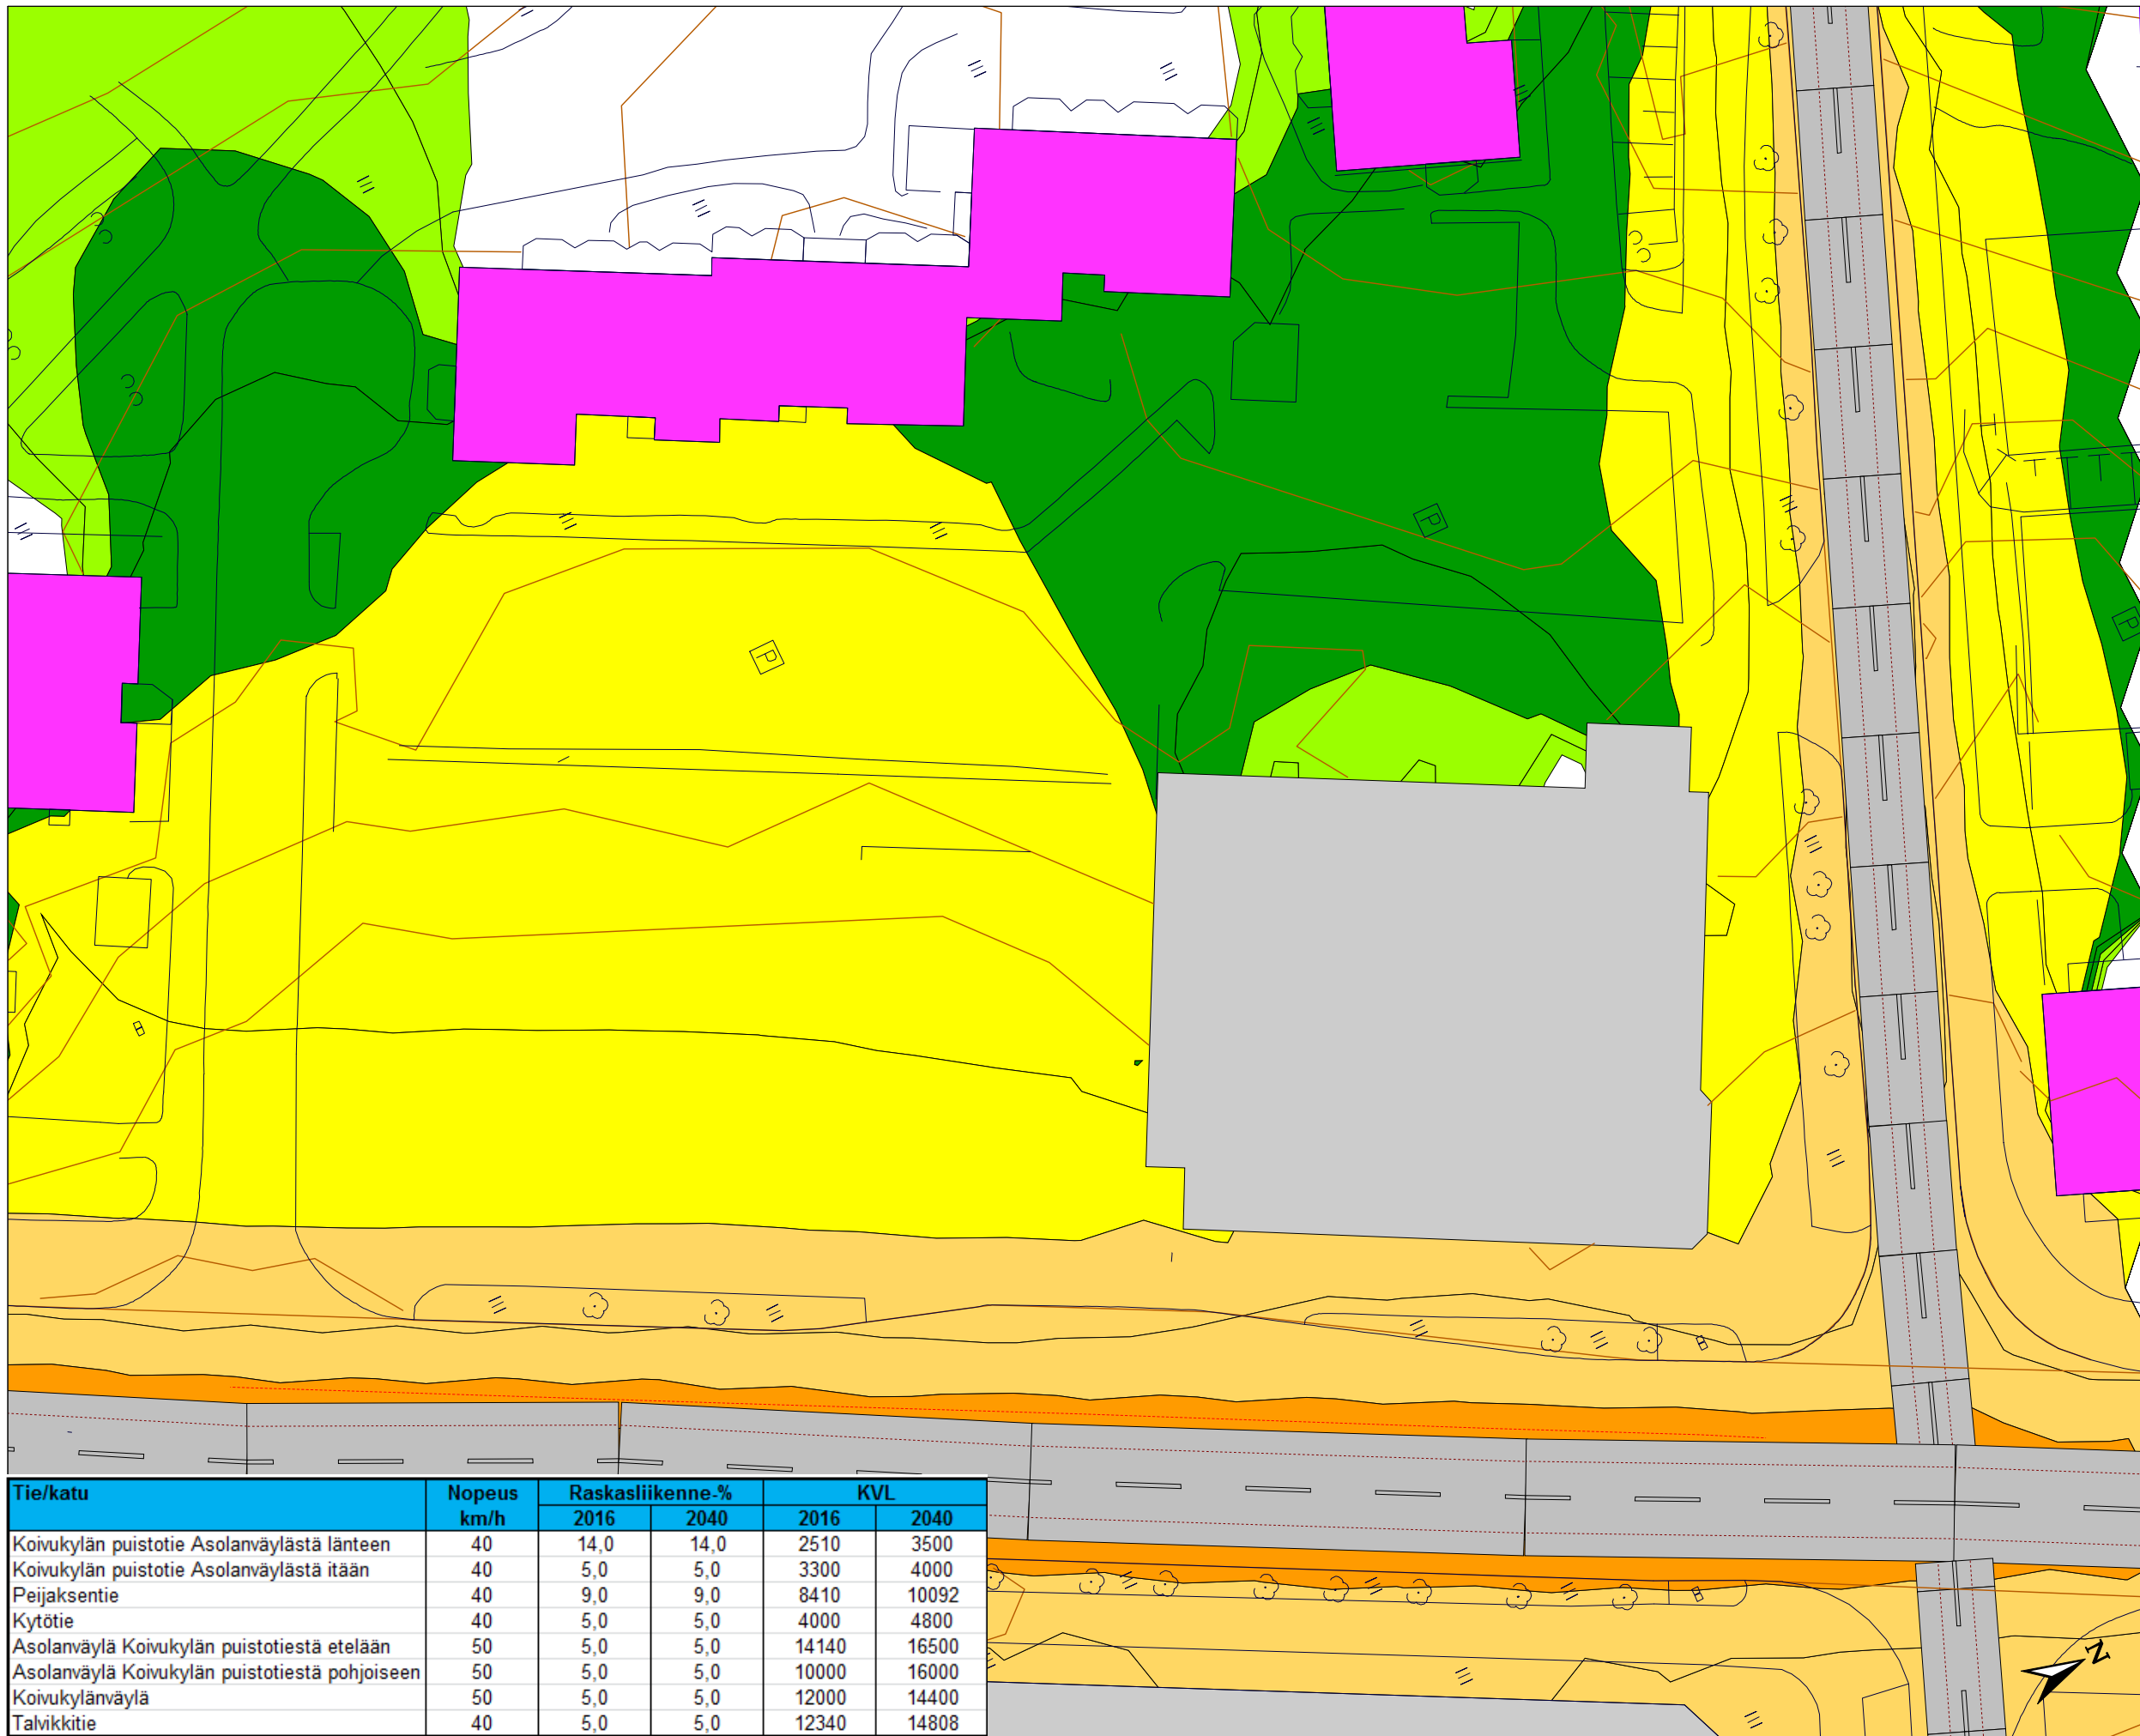 P
P
P
Tie/katu Nopeus km/h Raskasliikenne-% KVL
2016 2040 2016 2040
Koivukylän puistotie Asolanväylästä länteen 40 14,0 14,0 2510 3500
Koivukylän puistotie Asolanväylästä itään 40 5,0 5,0 3300 4000
Peijaksentie 40 9,0 9,0 8410 10092
Kytötie 40 5,0 5,0 4000 4800
Asolanväylä Koivukylän puistotiestä etelään 50 5,0 5,0 14140 16500
Asolanväylä Koivukylän puistotiestä pohjoiseen 50 5,0 5,0 10000 16000
Koivukylänväylä 50 5,0 5,0 12000 14400
Talvikkitie 40 5,0 5,0 12340 14808
N